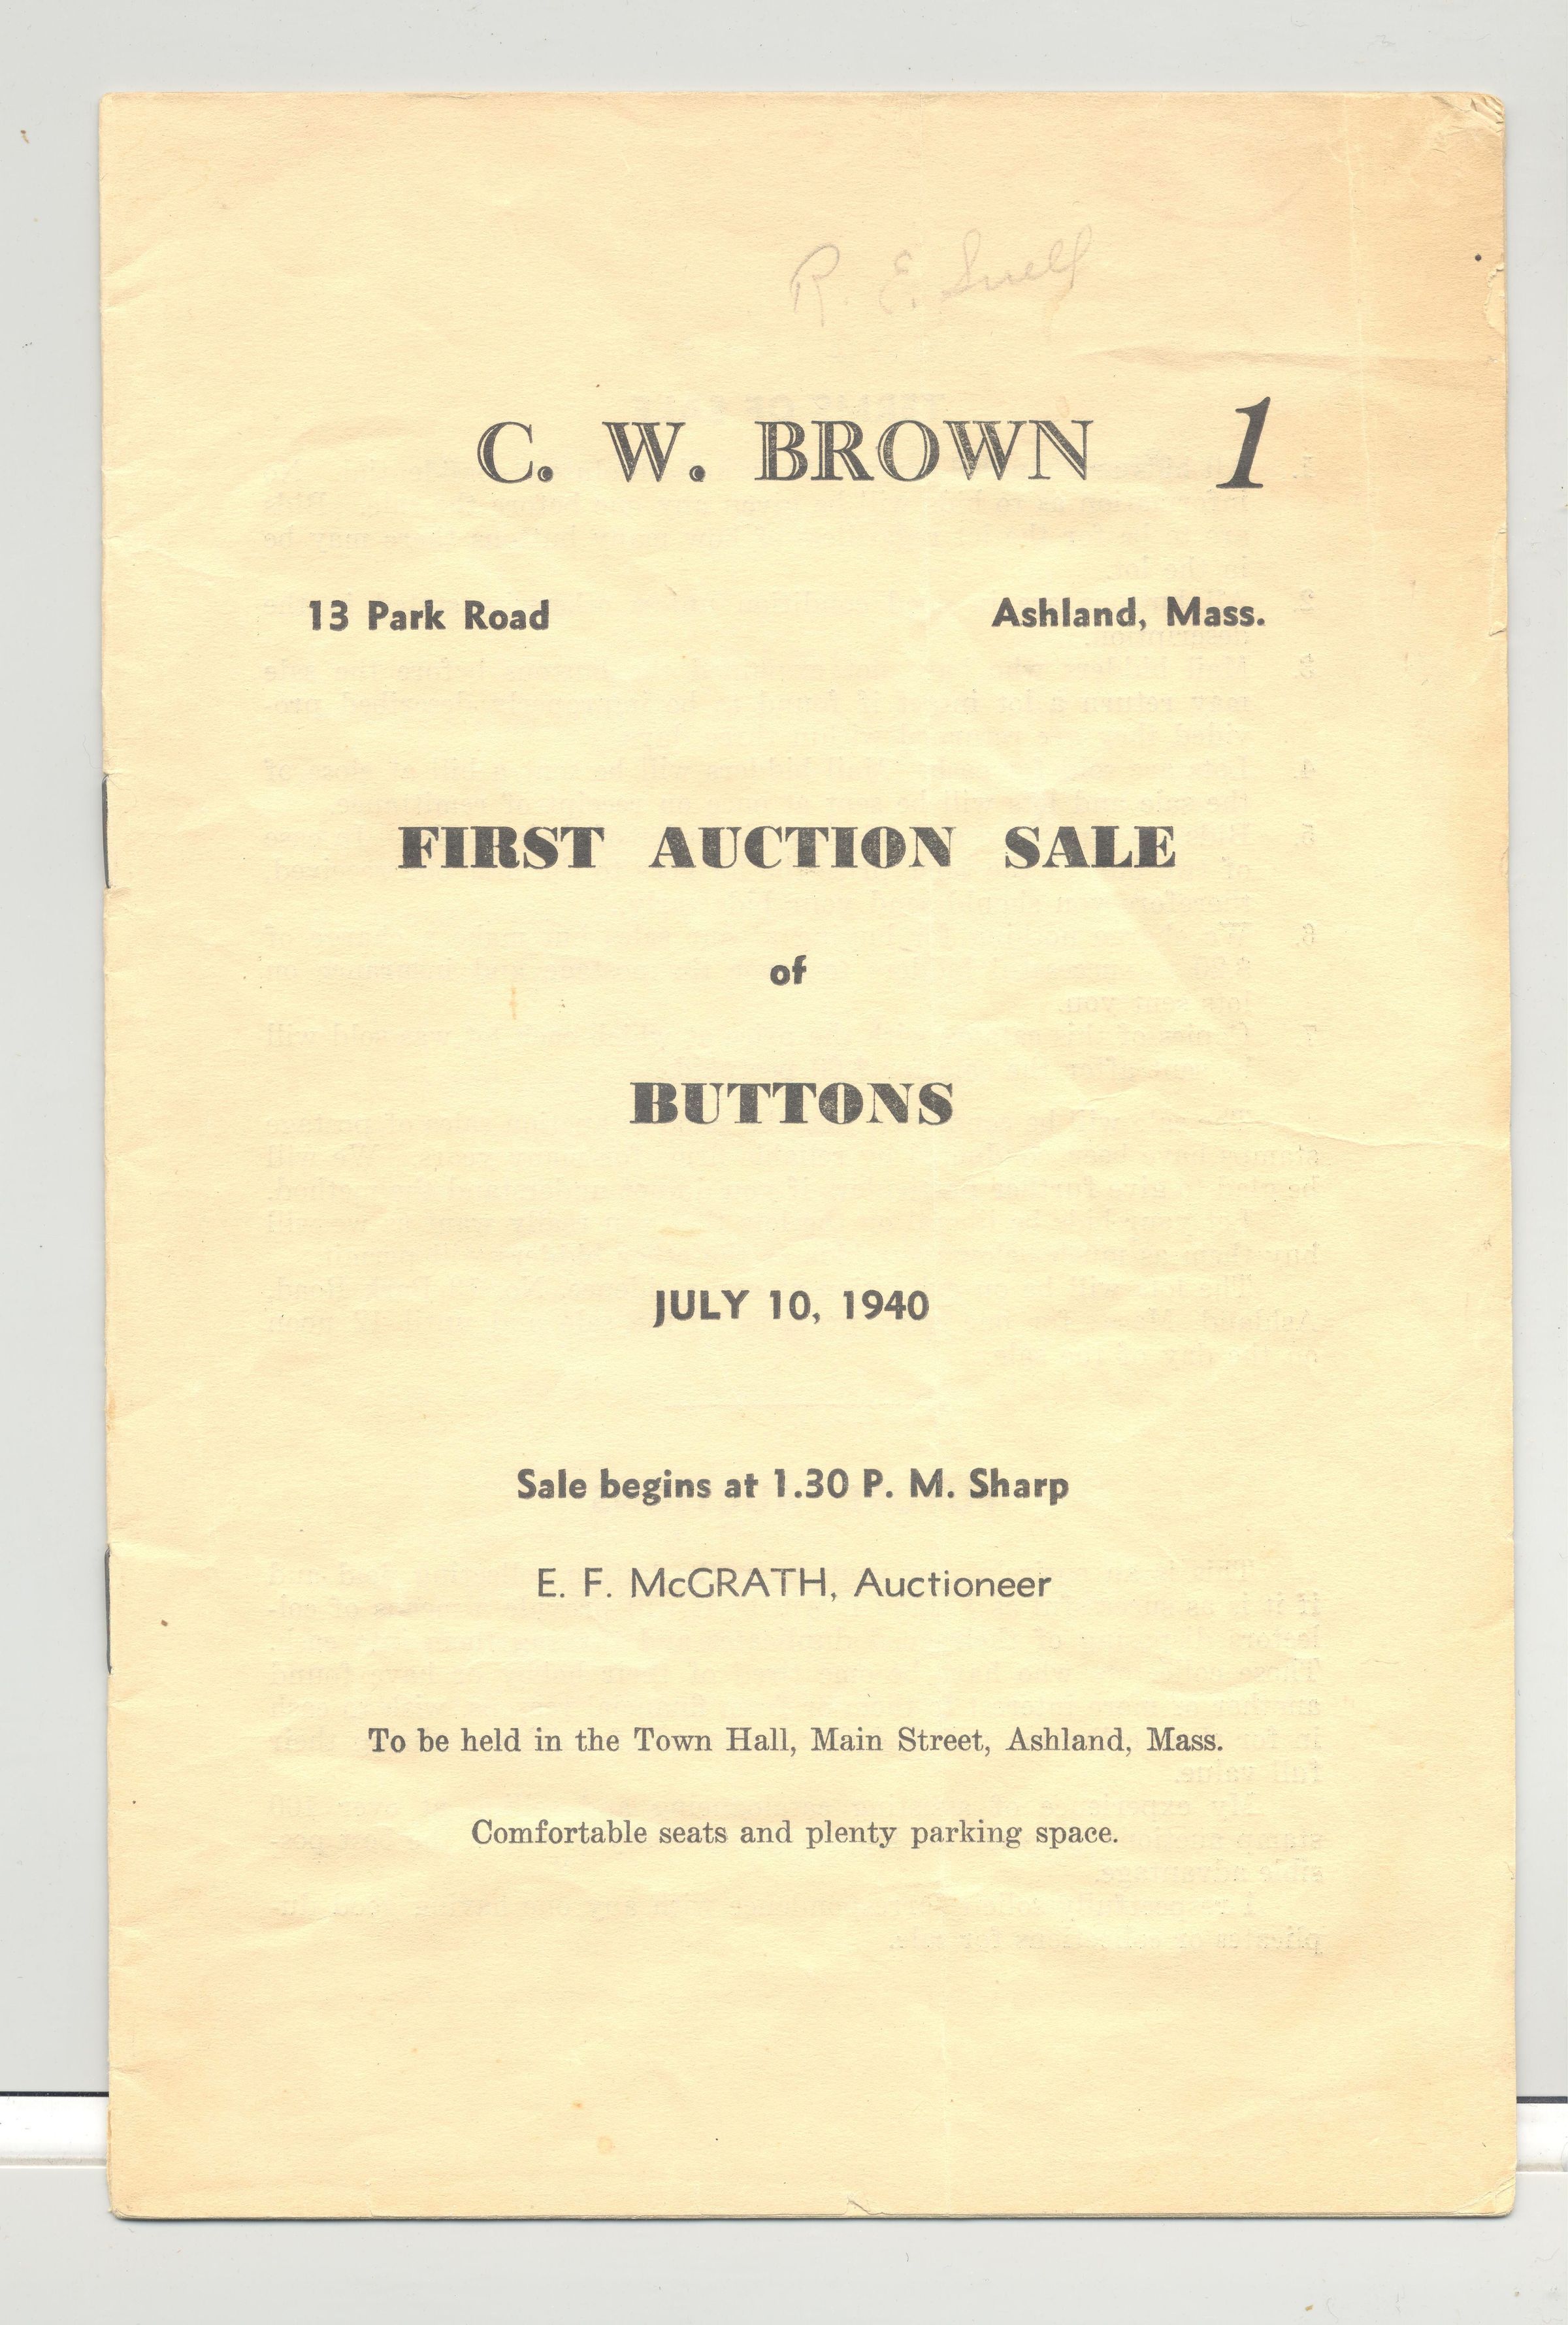 R. E. Snell
C. W. BROWN 1
13 Park Road Ashland, Mass.
FIRST AUCTION SALE
of
BUTTONS
JULY 10, 1940
Sale begins at 1.30 P. M. Sharp
E. F. McGRATH, Auctioneer
To be held in the Town Hall, Main Street, Ashland, Mass.
Comfortable seats and plenty parking space.